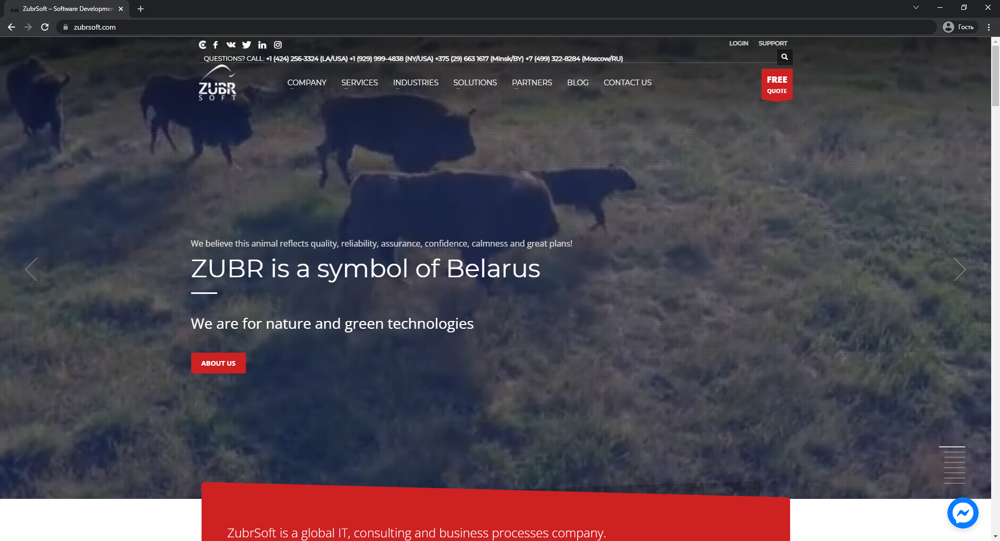 ZubrSoft – Software Developmen
zubrsoft.com
Гость
LOGIN SUPPORT
QUESTIONS? CALL: +1 (424) 256-3324 (LA/USA) +1 (929) 999-4838 (NY/USA) +375 (29) 663 1617 (Minsk/BY) +7 (499) 322-8284 (Moscow/RU)
ZUBR
SOFT
COMPANY SERVICES INDUSTRIES SOLUTIONS PARTNERS BLOG CONTACT US
FREE
QUOTE
We believe this animal reflects quality, reliability, assurance, confidence, calmness and great plans!
ZUBR is a symbol of Belarus
We are for nature and green technologies
ABOUT US
ZubrSoft is a global IT, consulting and business processes company.